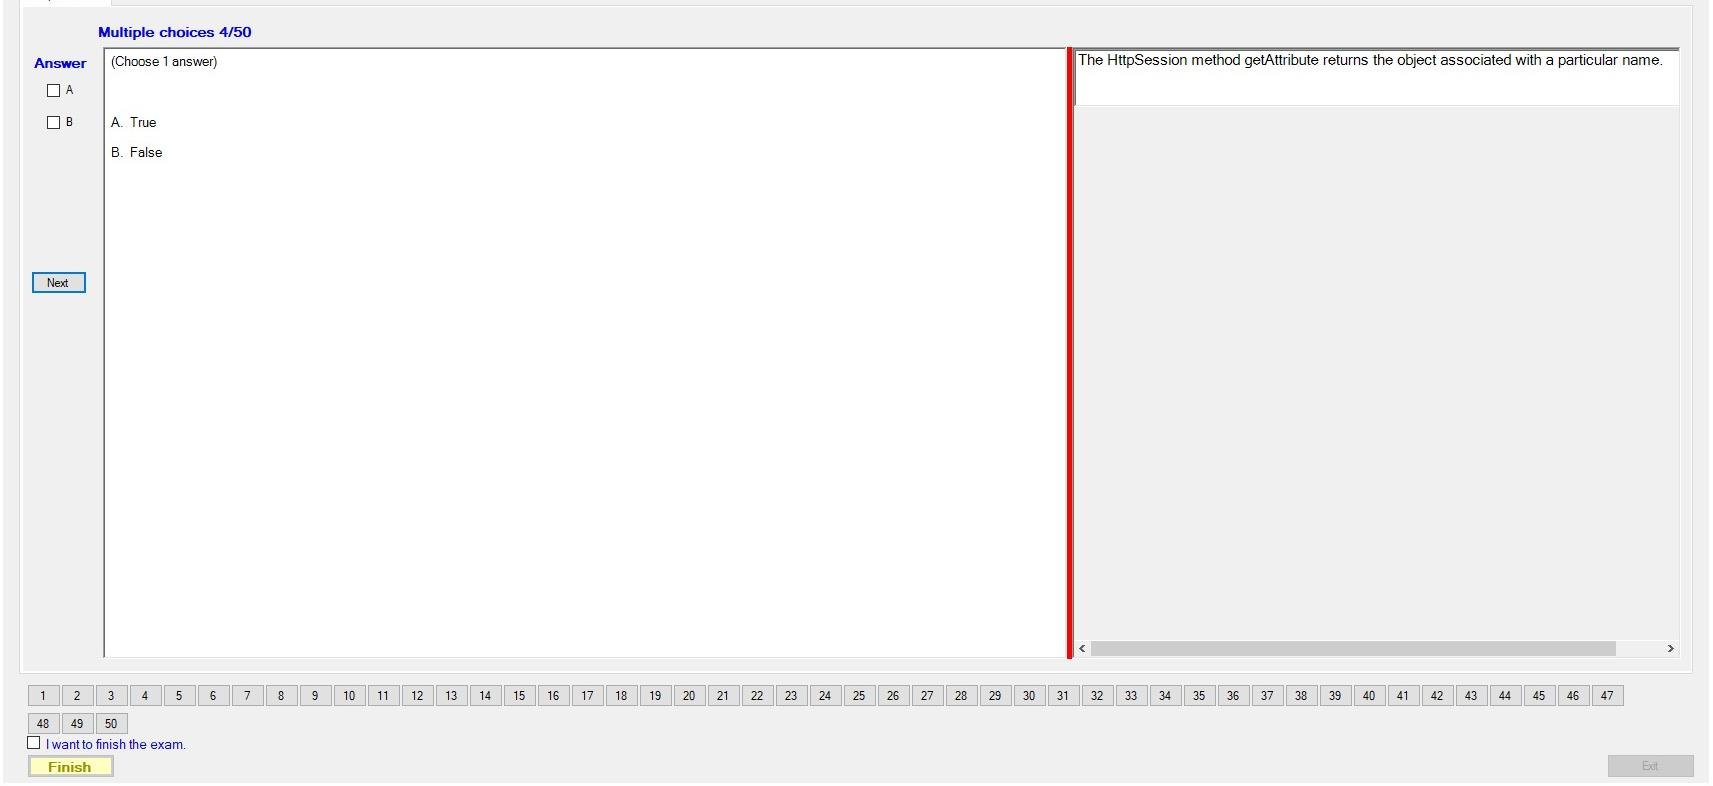 Multiple choices 4/50
Answer
(Choose 1 answer)
The HttpSession method getAttribute returns the object associated with a particular name.
A
B
A. True
B. False
Next
1 2 3 4 5 6 7 8 9 10 11 12 13 14 15 16 17 18 19 20 21 22 23 24 25 26 27 28 29 30 31 32 33 34 35 36 37 38 39 40 41 42 43 44 45 46 47
48 49 50
I want to finish the exam.
Finish
Exit